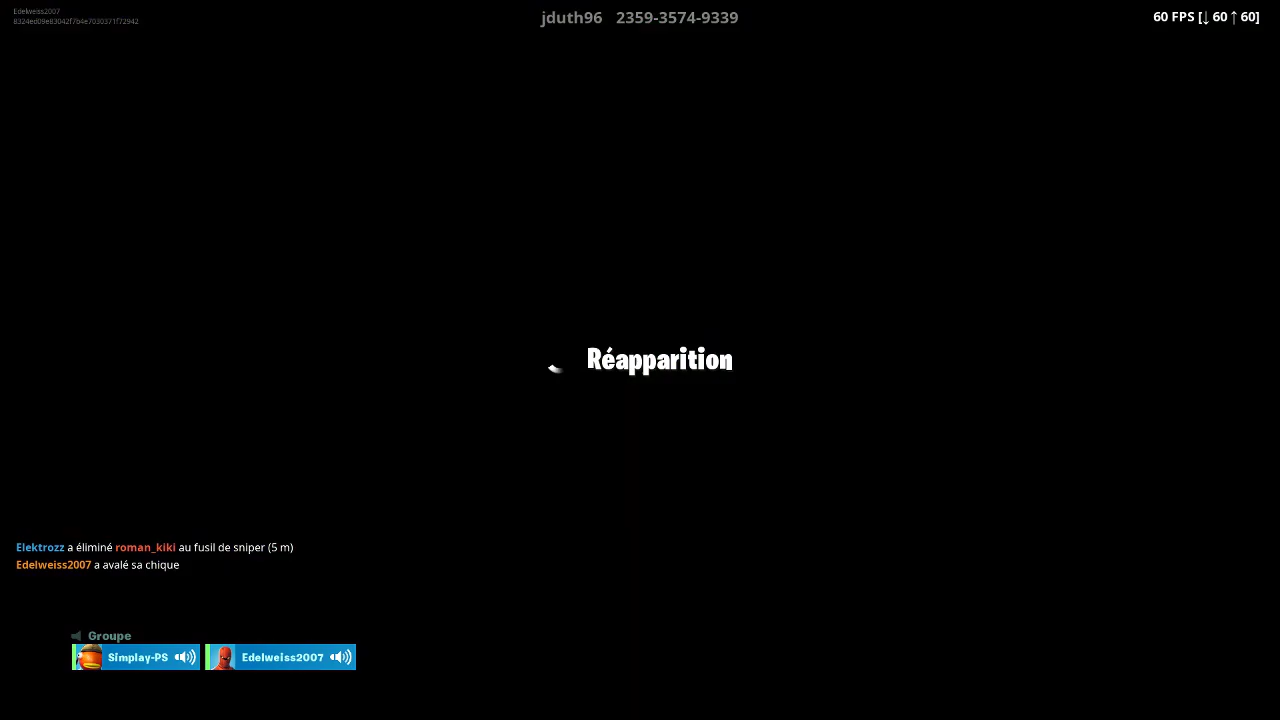 Edelweiss2007
8324ed09e83042f7b4e7030371f72942
jduth96 2359-3574-9339
60 FPS [↓ 60 ↑ 60]
Réapparition
Elektrozz a éliminé roman_kiki au fusil de sniper (5 m)
Edelweiss2007 a avalé sa chique
Groupe
Simplay-PS
Edelweiss2007